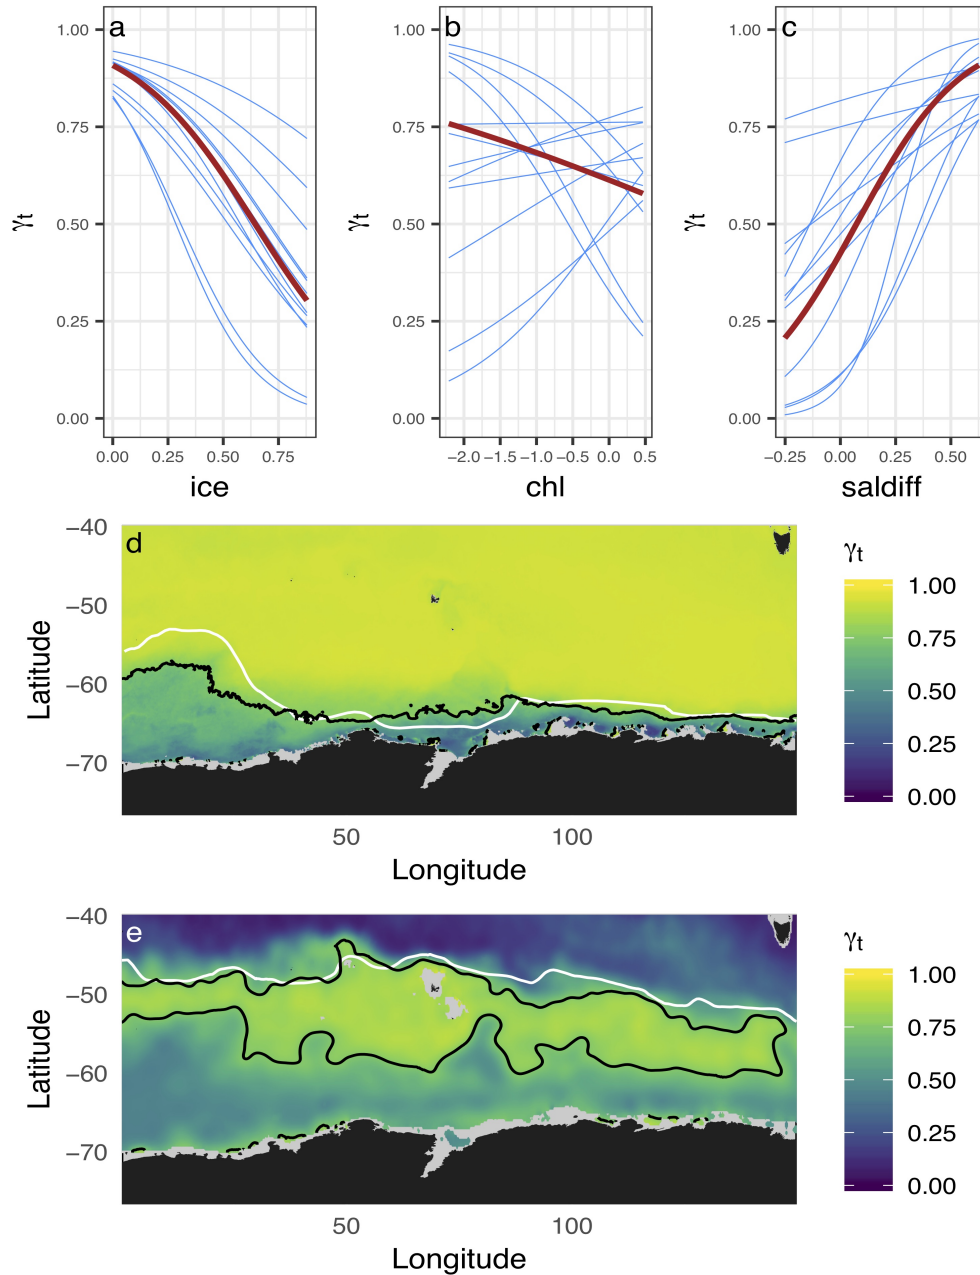 a b c
1.00 1.00 1.00
0.75 0.75 0.75
γt γt γt
0.50 0.50 0.50
0.25 0.25 0.25
0.00 0.00 0.00
0.00 0.25 0.50 0.75 −2.0 −1.5 −1.0 −0.5 0.0 0.5 −0.25 0.00 0.25 0.50
ice chl saldiff
d
−40
−50
−60
−70
Latitude
50 100
Longitude
γt
1.00
0.75
0.50
0.25
0.00
e
−40
−50
−60
−70
Latitude
50 100
Longitude
γt
1.00
0.75
0.50
0.25
0.00